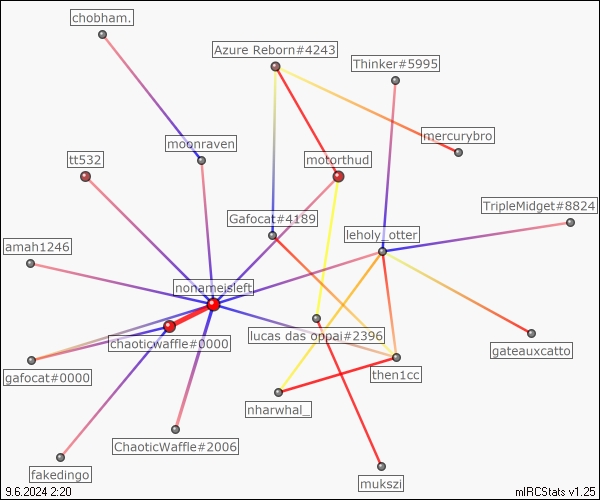 chobham.
Azure Reborn#4243
Thinker#5995
mercurybro
moonraven
tt532
motorthud
TripleMidget#8824
Gafocat#4189
leholy_otter
amah1246
nonameisleft
lucas das oppai#2396
chaoticwaffle#0000
gateauxcatto
then1cc
gafocat#0000
nharwhal_
ChaoticWaffle#2006
fakedingo
mukszi
9.6.2024 2:20
mIRCStats v1.25